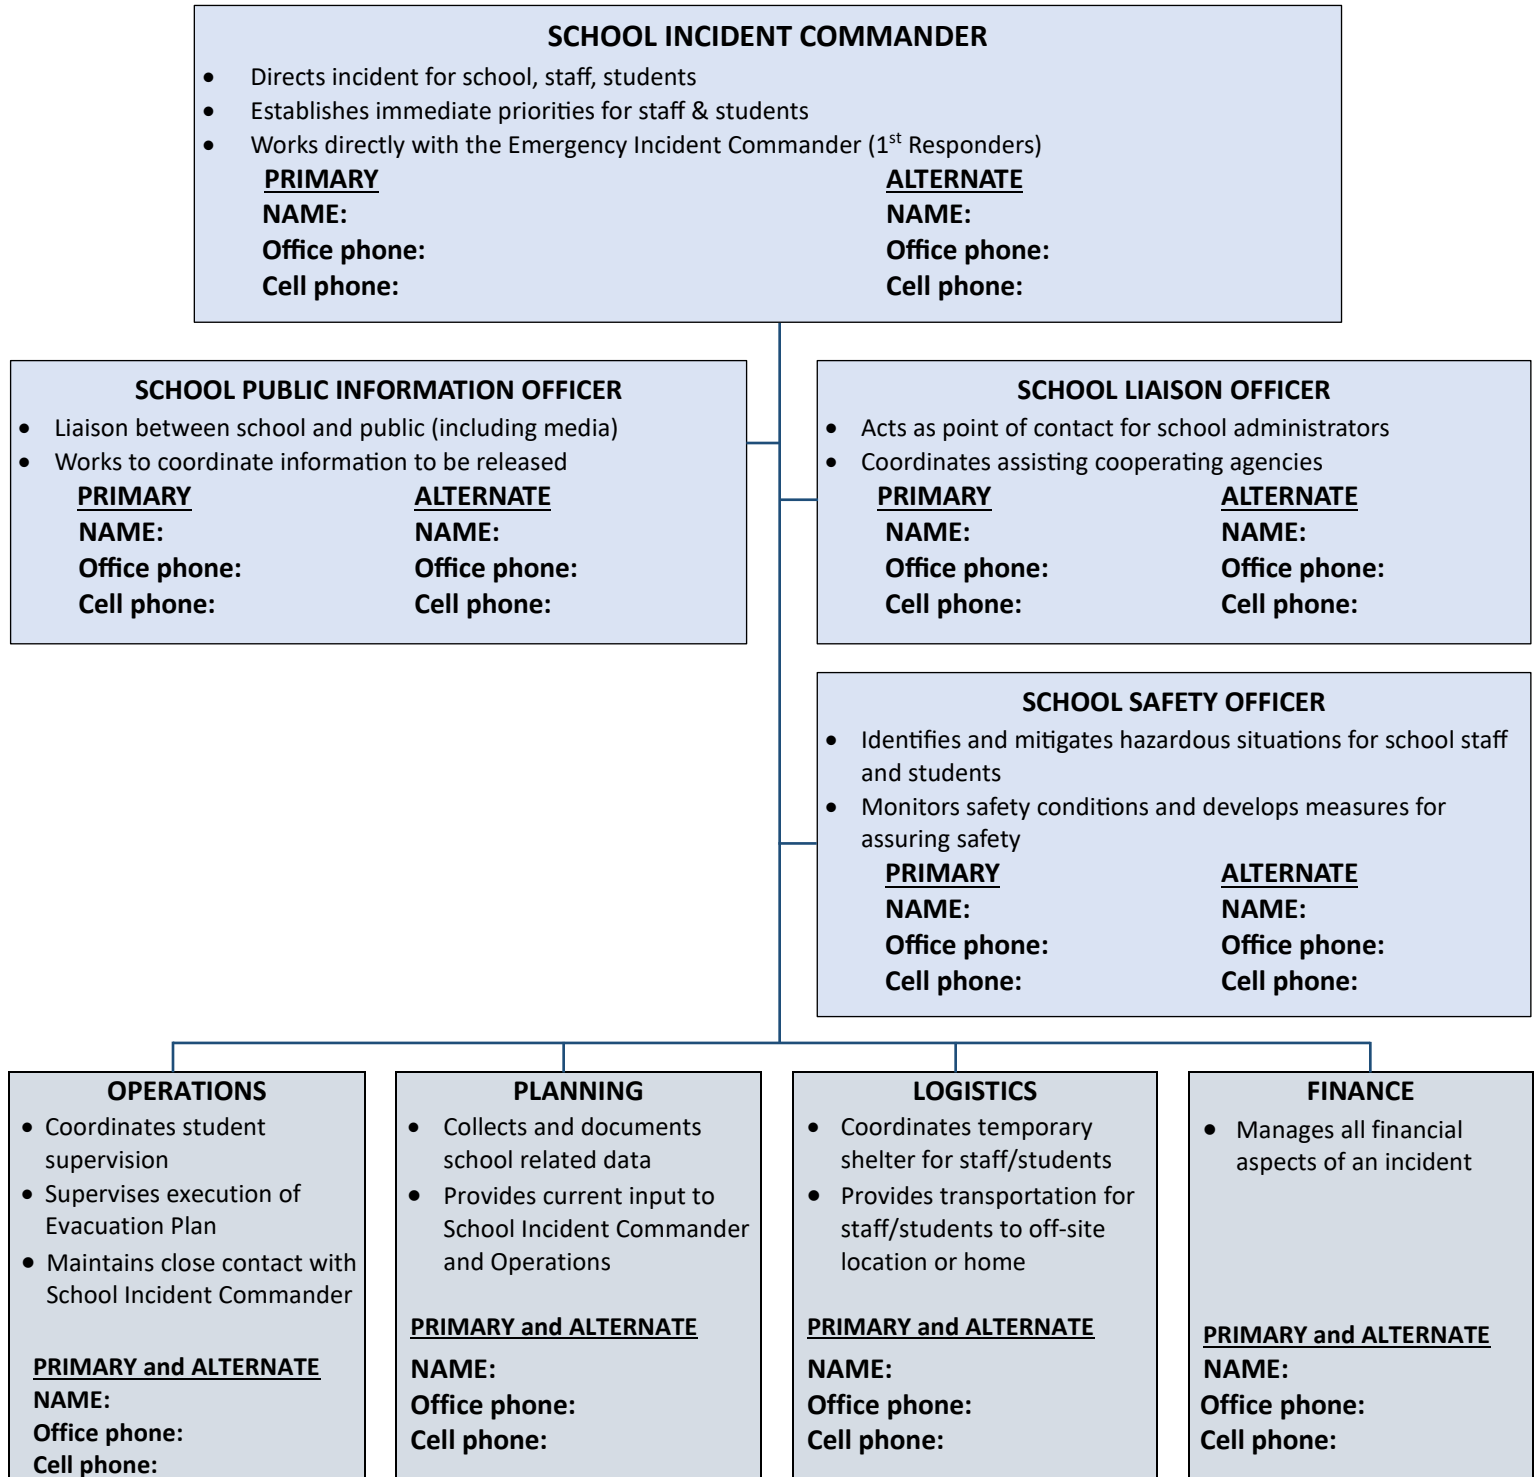 SCHOOL INCIDENT COMMANDER
• Directs incident for school, staff, students
• Establishes immediate priorities for staff & students
• Works directly with the Emergency Incident Commander (1st Responders)
PRIMARY ALTERNATE
NAME: NAME:
Office phone: Office phone:
Cell phone: Cell phone:
SCHOOL PUBLIC INFORMATION OFFICER
• Liaison between school and public (including media)
• Works to coordinate information to be released
PRIMARY ALTERNATE
NAME: NAME:
Office phone: Office phone:
Cell phone: Cell phone:
SCHOOL LIAISON OFFICER
• Acts as point of contact for school administrators
• Coordinates assisting cooperating agencies
PRIMARY ALTERNATE
NAME: NAME:
Office phone: Office phone:
Cell phone: Cell phone:
SCHOOL SAFETY OFFICER
• Identifies and mitigates hazardous situations for school staff
and students
• Monitors safety conditions and develops measures for
assuring safety
PRIMARY ALTERNATE
NAME: NAME:
Office phone: Office phone:
Cell phone: Cell phone:
OPERATIONS
• Coordinates student
supervision
• Supervises execution of
Evacuation Plan
• Maintains close contact with
School Incident Commander
PRIMARY and ALTERNATE
NAME:
Office phone:
Cell phone:
PLANNING
• Collects and documents
school related data
• Provides current input to
School Incident Commander
and Operations
PRIMARY and ALTERNATE
NAME:
Office phone:
Cell phone:
LOGISTICS
• Coordinates temporary
shelter for staff/students
• Provides transportation for
staff/students to off-site
location or home
PRIMARY and ALTERNATE
NAME:
Office phone:
Cell phone:
FINANCE
• Manages all financial
aspects of an incident
PRIMARY and ALTERNATE
NAME:
Office phone:
Cell phone: